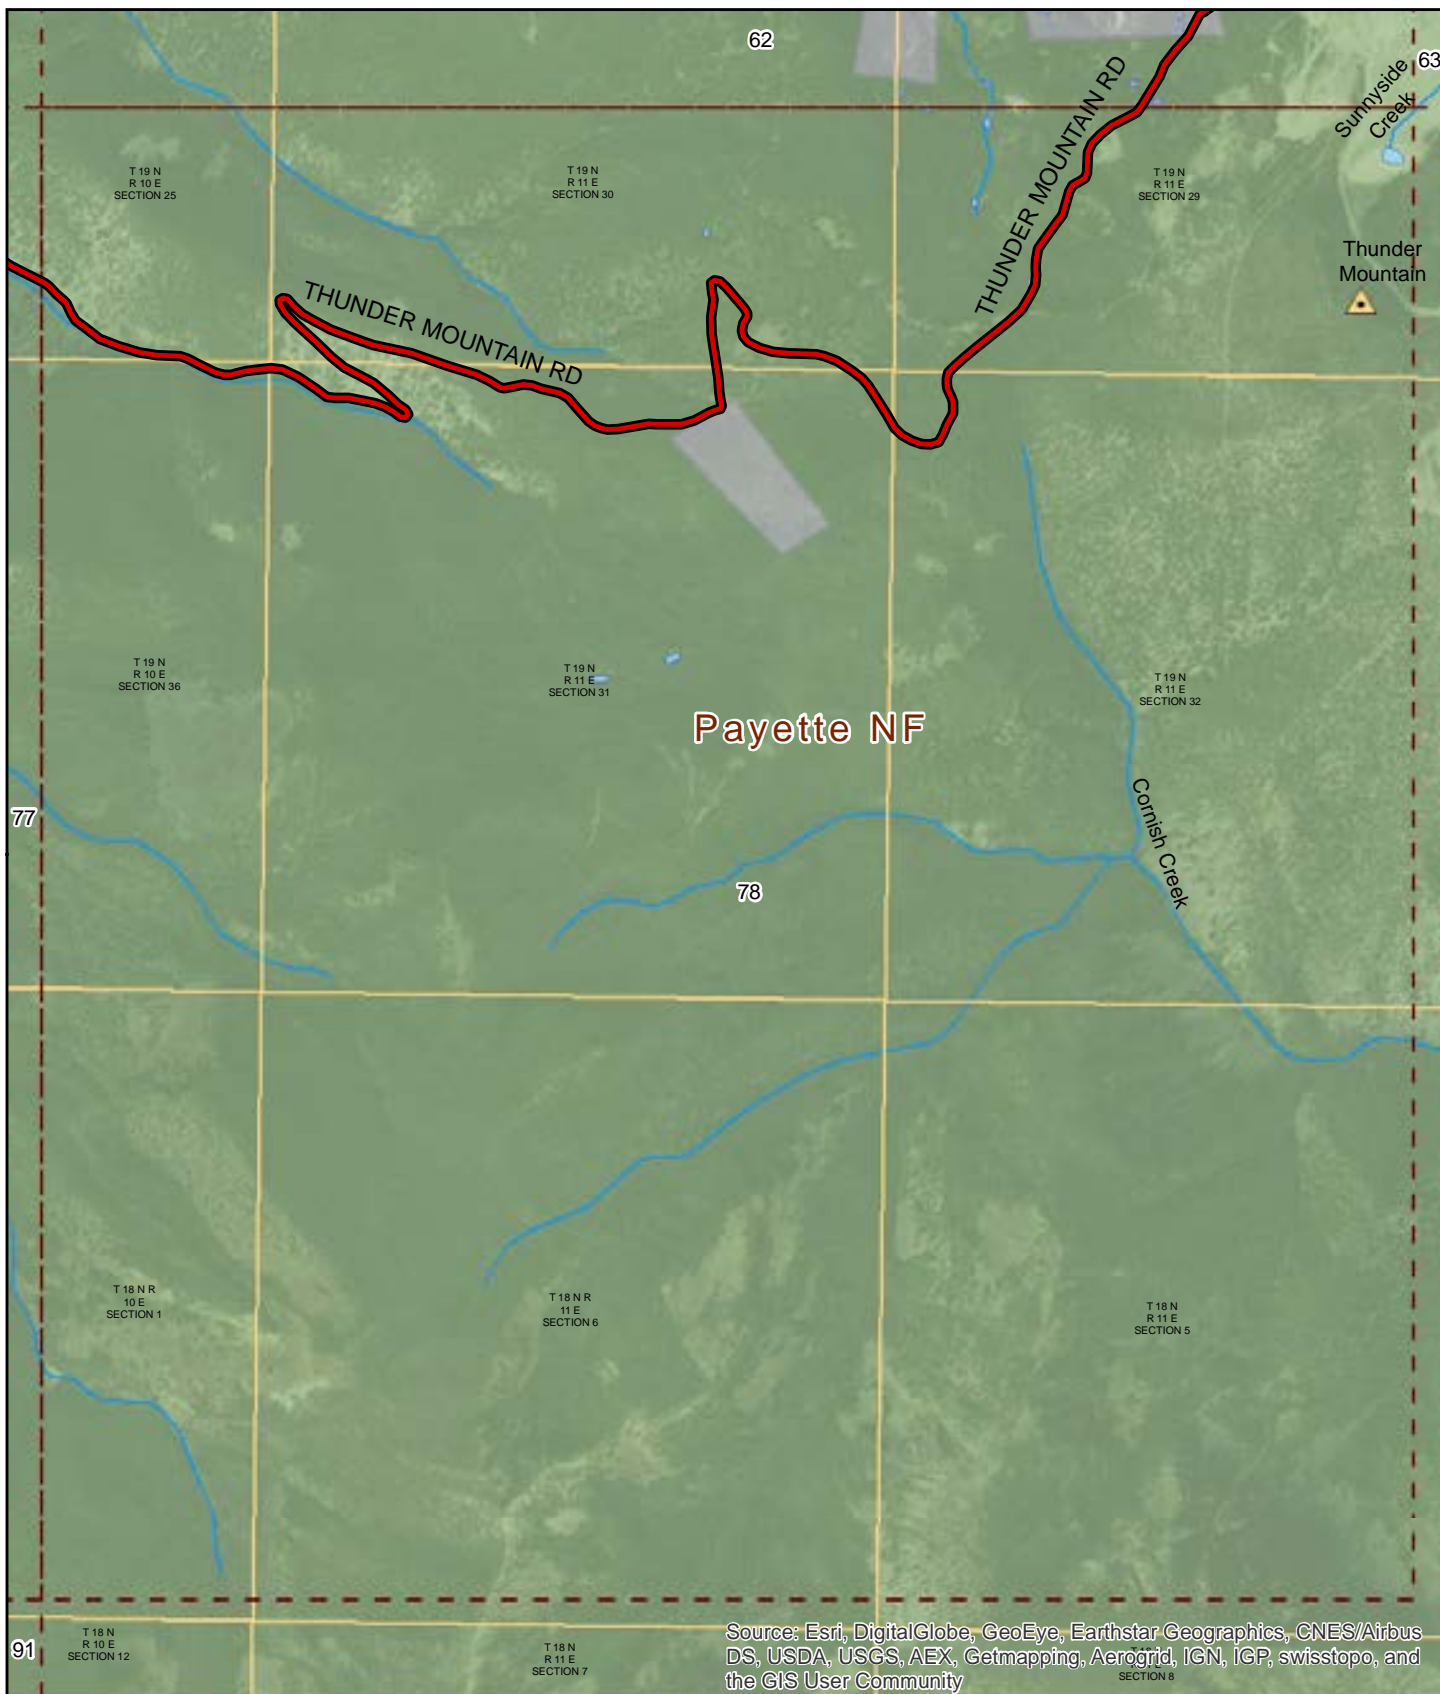 62
63
Sunnyside
Creek
THUNDER MOUNTAIN RD
T 19 N
R 10 E
SECTION 25
T 19 N
R 11 E
SECTION 30
T 19 N
R 11 E
SECTION 29
Thunder
Mountain
THUNDER MOUNTAIN RD
T 19 N
R 10 E
SECTION 36
T 19 N
R 11 E
SECTION 31
T 19 N
R 11 E
SECTION 32
Payette NF
77
Cornish Creek
78
T 18 N R
10 E
SECTION 1
T 18 N R
11 E
SECTION 6
T 18 N
R 11 E
SECTION 5
91
T 18 N
R 10 E
SECTION 12
T 18 N
R 11 E
SECTION 7
Source: Esri, DigitalGlobe, GeoEye, Earthstar Geographics, CNES/Airbus
DS, USDA, USGS, AEX, Getmapping, Aerogrid, IGN, IGP, swisstopo, and
the GIS User Community
SECTION 8